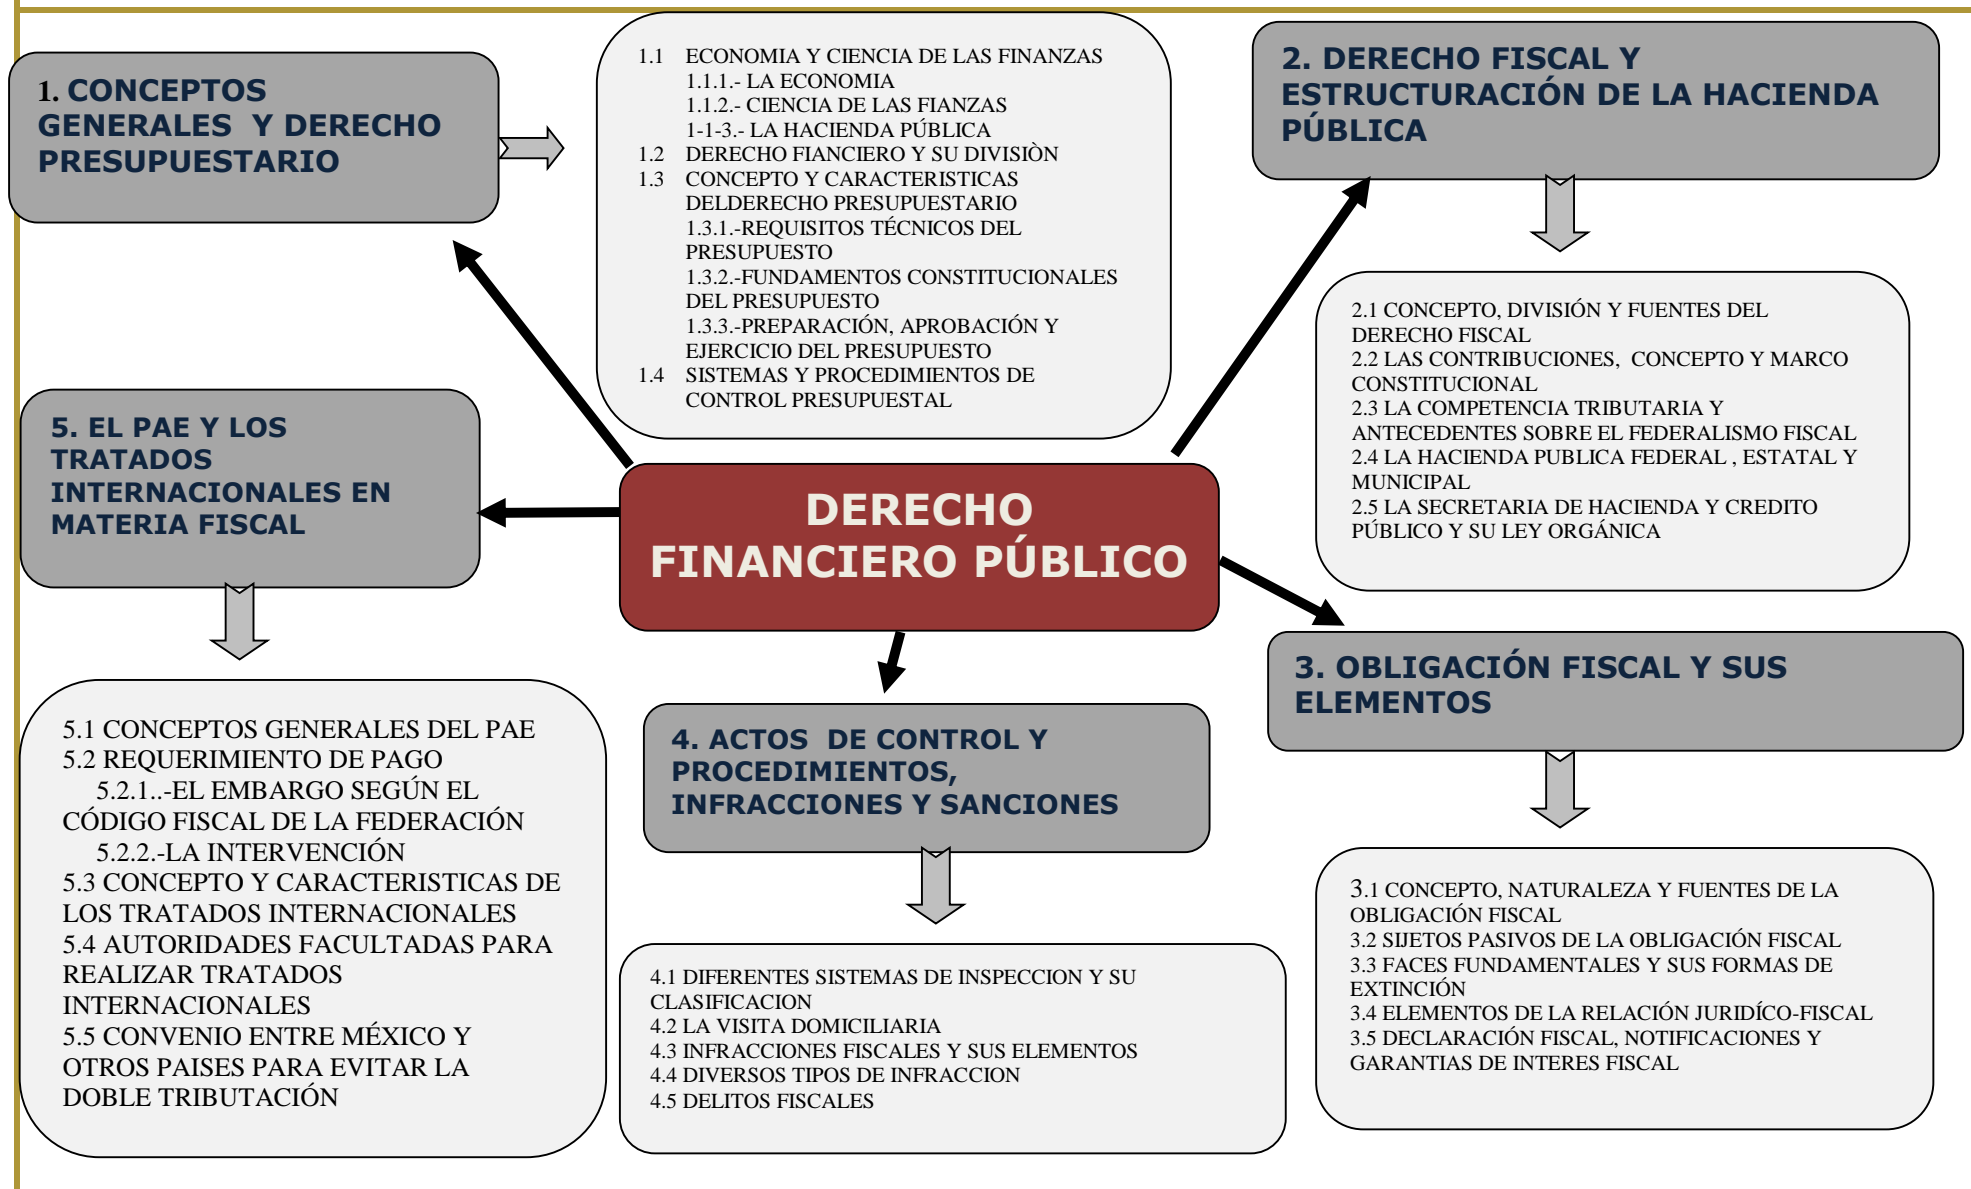 1. CONCEPTOS
GENERALES Y DERECHO
PRESUPUESTARIO
1.1 ECONOMIA Y CIENCIA DE LAS FINANZAS
1.1.1.- LA ECONOMIA
1.1.2.- CIENCIA DE LAS FIANZAS
1-1-3.- LA HACIENDA PÚBLICA
1.2 DERECHO FIANCIERO Y SU DIVISIÒN
1.3 CONCEPTO Y CARACTERISTICAS
DELDERECHO PRESUPUESTARIO
1.3.1.-REQUISITOS TÉCNICOS DEL
PRESUPUESTO
1.3.2.-FUNDAMENTOS CONSTITUCIONALES
DEL PRESUPUESTO
1.3.3.-PREPARACIÓN, APROBACIÓN Y
EJERCICIO DEL PRESUPUESTO
1.4 SISTEMAS Y PROCEDIMIENTOS DE
CONTROL PRESUPUESTAL
2. DERECHO FISCAL Y
ESTRUCTURACIÓN DE LA HACIENDA
PÚBLICA
2.1 CONCEPTO, DIVISIÓN Y FUENTES DEL
DERECHO FISCAL
2.2 LAS CONTRIBUCIONES, CONCEPTO Y MARCO
CONSTITUCIONAL
2.3 LA COMPETENCIA TRIBUTARIA Y
ANTECEDENTES SOBRE EL FEDERALISMO FISCAL
2.4 LA HACIENDA PUBLICA FEDERAL , ESTATAL Y
MUNICIPAL
2.5 LA SECRETARIA DE HACIENDA Y CREDITO
PÚBLICO Y SU LEY ORGÁNICA
DERECHO
FINANCIERO PÚBLICO
5. EL PAE Y LOS
TRATADOS
INTERNACIONALES EN
MATERIA FISCAL
5.1 CONCEPTOS GENERALES DEL PAE
5.2 REQUERIMIENTO DE PAGO
5.2.1..-EL EMBARGO SEGÚN EL
CÓDIGO FISCAL DE LA FEDERACIÓN
5.2.2.-LA INTERVENCIÓN
5.3 CONCEPTO Y CARACTERISTICAS DE
LOS TRATADOS INTERNACIONALES
5.4 AUTORIDADES FACULTADAS PARA
REALIZAR TRATADOS
INTERNACIONALES
5.5 CONVENIO ENTRE MÉXICO Y
OTROS PAISES PARA EVITAR LA
DOBLE TRIBUTACIÓN
4. ACTOS DE CONTROL Y
PROCEDIMIENTOS,
INFRACCIONES Y SANCIONES
4.1 DIFERENTES SISTEMAS DE INSPECCION Y SU
CLASIFICACION
4.2 LA VISITA DOMICILIARIA
4.3 INFRACCIONES FISCALES Y SUS ELEMENTOS
4.4 DIVERSOS TIPOS DE INFRACCION
4.5 DELITOS FISCALES
3. OBLIGACIÓN FISCAL Y SUS
ELEMENTOS
3.1 CONCEPTO, NATURALEZA Y FUENTES DE LA
OBLIGACIÓN FISCAL
3.2 SIJETOS PASIVOS DE LA OBLIGACIÓN FISCAL
3.3 FACES FUNDAMENTALES Y SUS FORMAS DE
EXTINCIÓN
3.4 ELEMENTOS DE LA RELACIÓN JURIDÍCO-FISCAL
3.5 DECLARACIÓN FISCAL, NOTIFICACIONES Y
GARANTIAS DE INTERES FISCAL